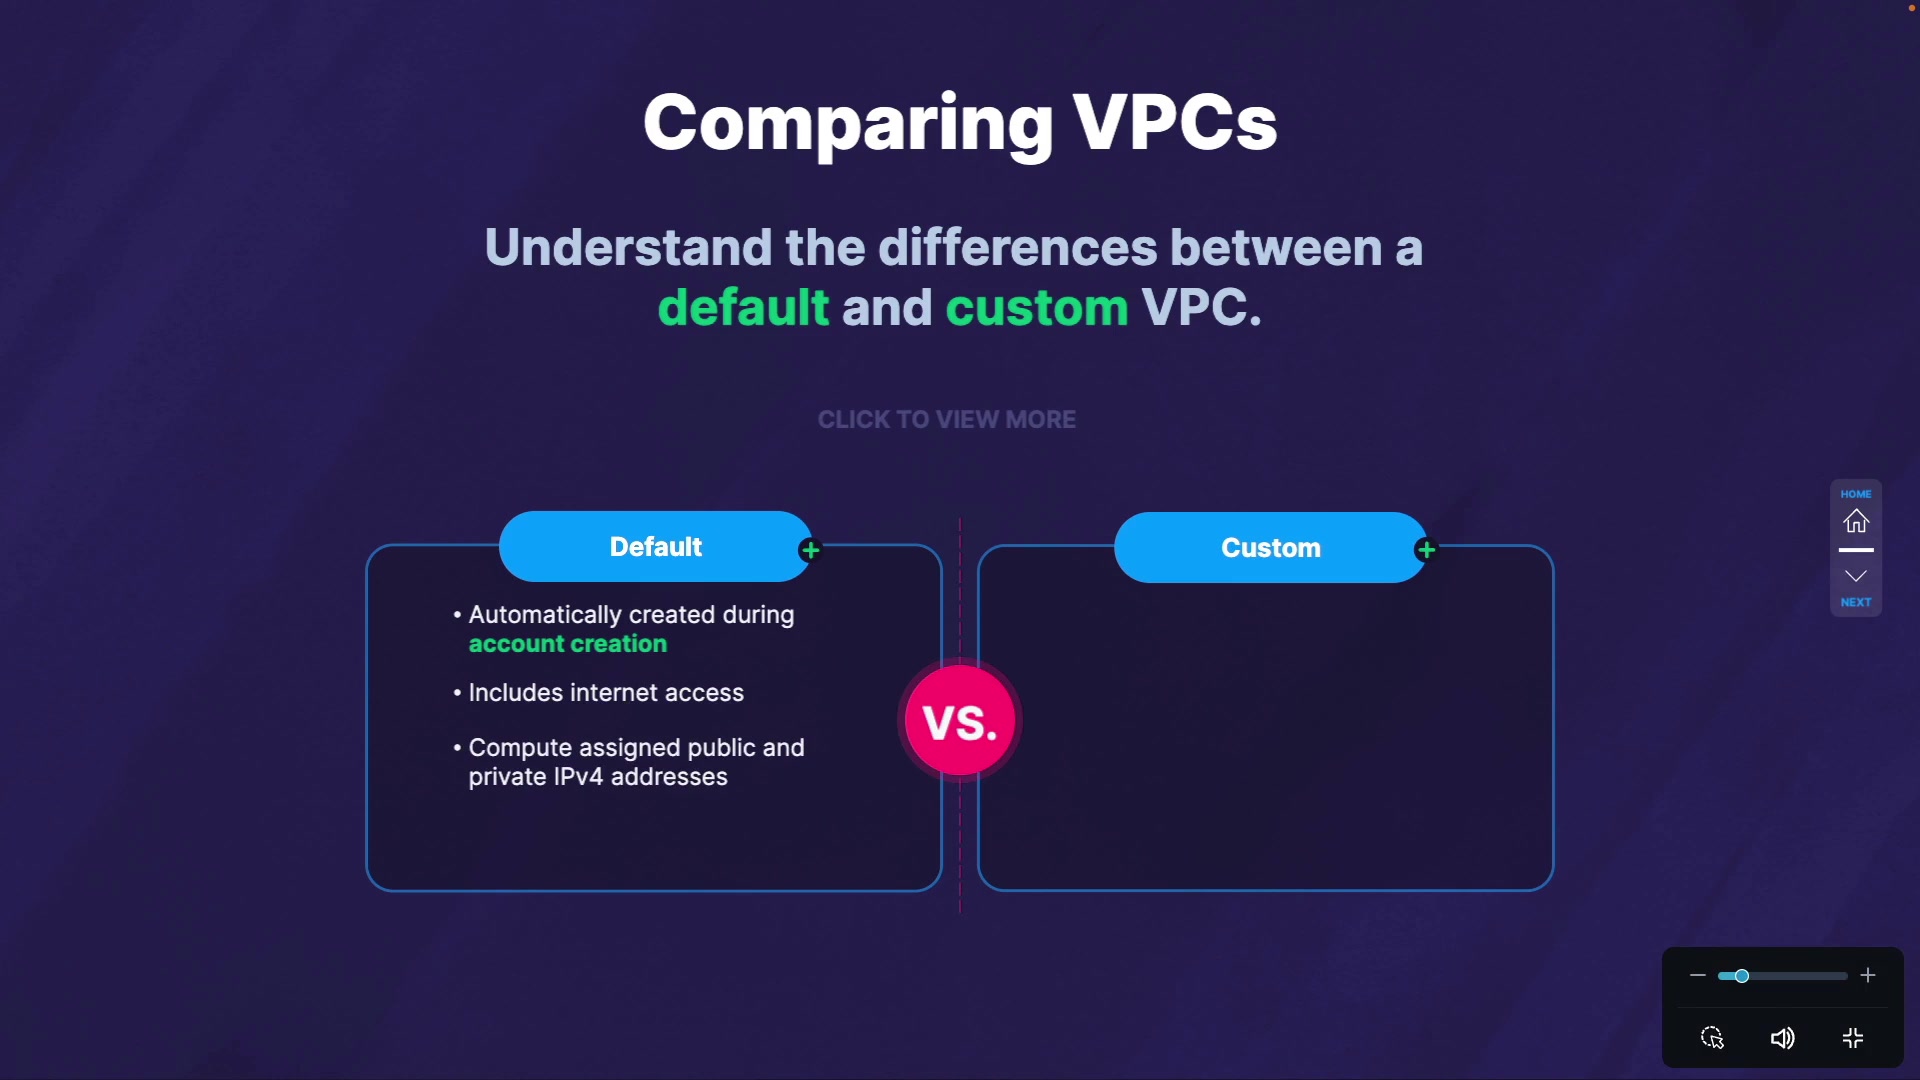 Comparing VPCs
Understand the differences between a
default and custom VPC.
CLICK TO VIEW MORE
Default
• Automatically created during
account creation
• Includes internet access
• Compute assigned public and
private IPv4 addresses
VS.
Custom
HOME
NEXT